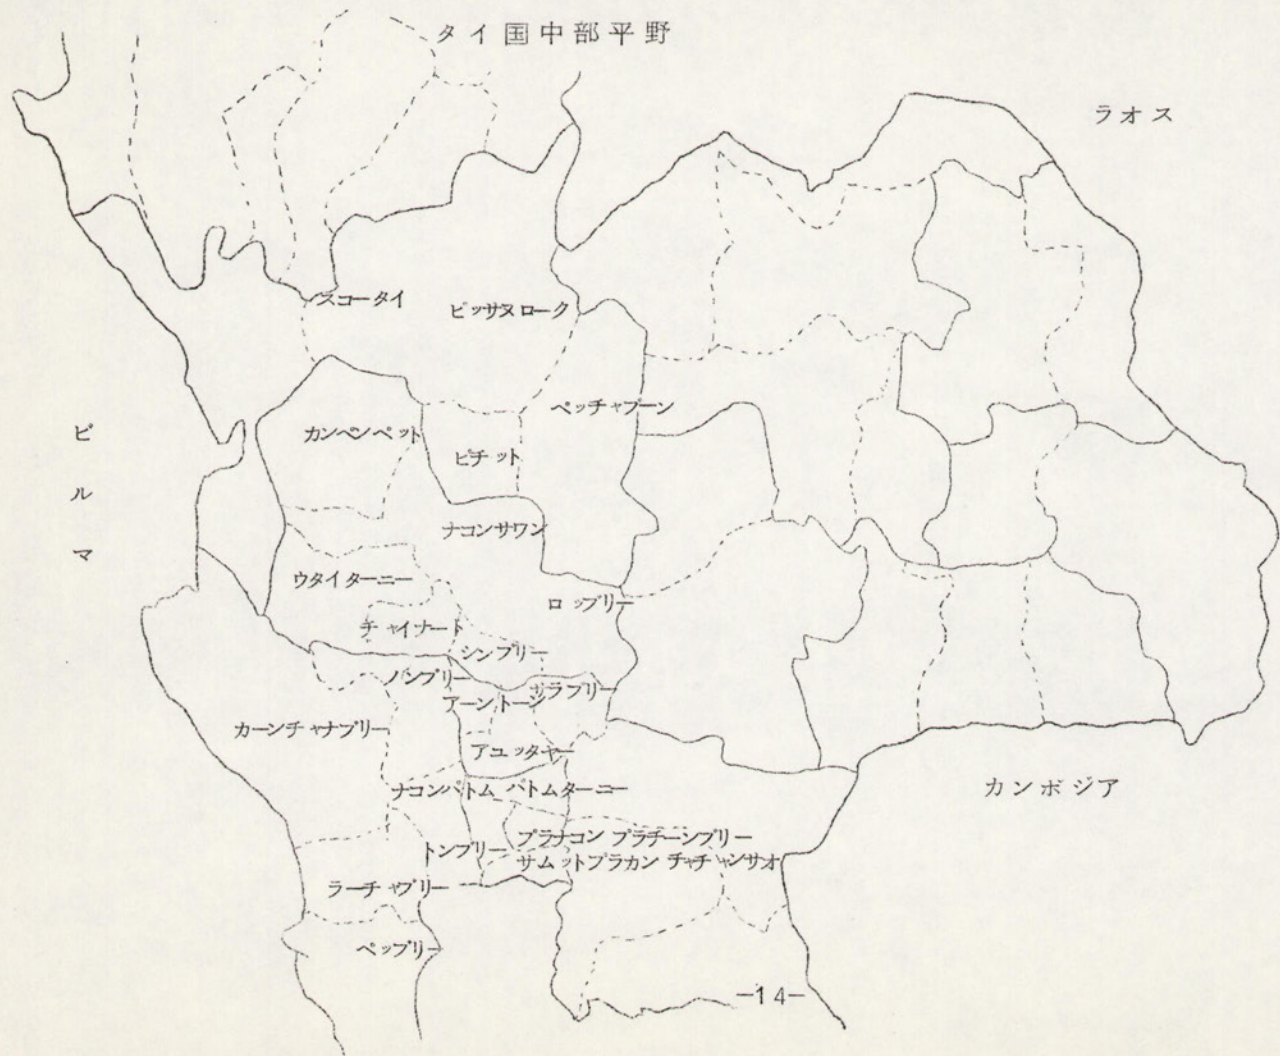 タイ国中部平野
ラオス
スコータイ
ピッサヌローク
ペッチャブーン
ビルマ
カンペンペット
ピチット
ナコンサワン
ウタイターニー
ロッブリー
チャイナート
シンブリー
パンブリー
サラブリー
アーントーン
カーンチャナブリー
アユッタヤー
カンボジア
ナコンパトム パトムターニー
プラナコン プラチーンブリー
トンブリー
サムットプラカン チャチャンサオ
ラーチャブリー
ペッブリー
-14-